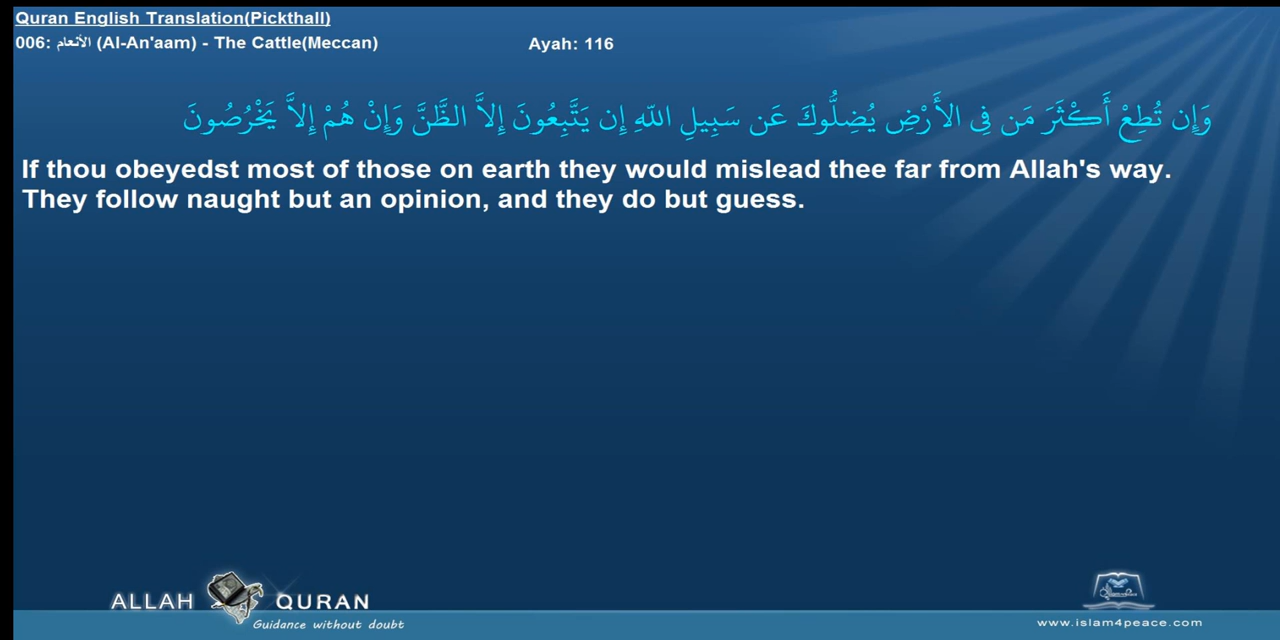 Quran English Translation(Pickthall)
006: الأنعام (Al-An'aam) - The Cattle(Meccan)
Ayah: 116
وَإِن تُطِعْ أَكْثَرَ مَن فِي الأَرْضِ يُضِلُّوكَ عَن سَبِيلِ اللّهِ إِن يَتَّبِعُونَ إِلاَّ الظَّنَّ وَإِنْ هُمْ إِلاَّ يَخْرُصُونَ
If thou obeyedst most of those on earth they would mislead thee far from Allah's way.
They follow naught but an opinion, and they do but guess.
ALLAH QURAN
Guidance without doubt
www.islam4peace.com